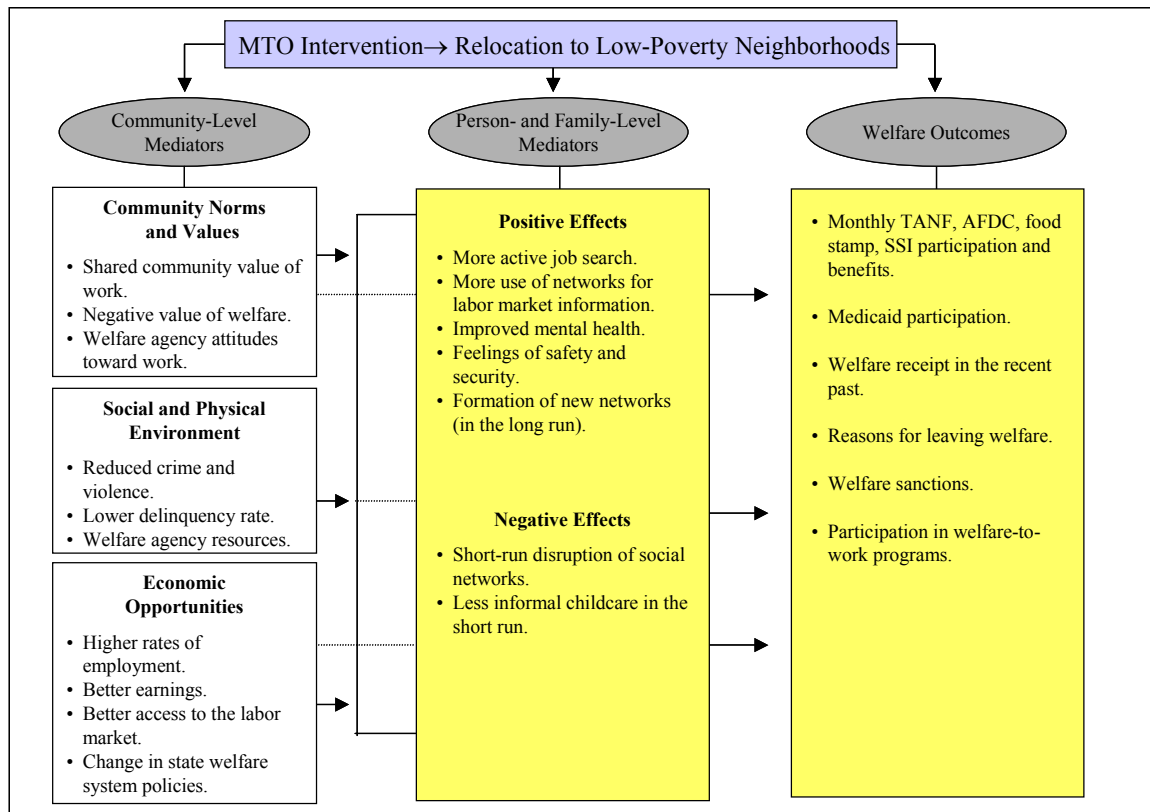 MTO Intervention→ Relocation to Low-Poverty Neighborhoods
Community-Level
Mediators
Person- and Family-Level
Mediators
Welfare Outcomes
Community Norms
and Values
• Shared community value of
work.
• Negative value of welfare.
• Welfare agency attitudes
toward work.
Social and Physical
Environment
• Reduced crime and
violence.
• Lower delinquency rate.
• Welfare agency resources.
Economic
Opportunities
• Higher rates of
employment.
• Better earnings.
• Better access to the labor
market.
• Change in state welfare
system policies.
Positive Effects
• More active job search.
• More use of networks for
labor market information.
• Improved mental health.
• Feelings of safety and
security.
• Formation of new networks
(in the long run).
Negative Effects
• Short-run disruption of social
networks.
• Less informal childcare in the
short run.
• Monthly TANF, AFDC, food
stamp, SSI participation and
benefits.
• Medicaid participation.
• Welfare receipt in the recent
past.
• Reasons for leaving welfare.
• Welfare sanctions.
• Participation in welfare-to-
work programs.